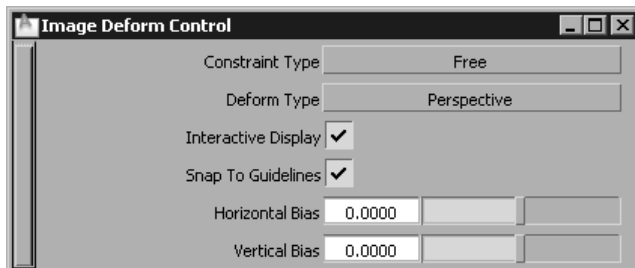 Image Deform Control
Constraint Type Free
Deform Type Perspective
Interactive Display
Snap To Guidelines
Horizontal Bias 0.0000
Vertical Bias 0.0000